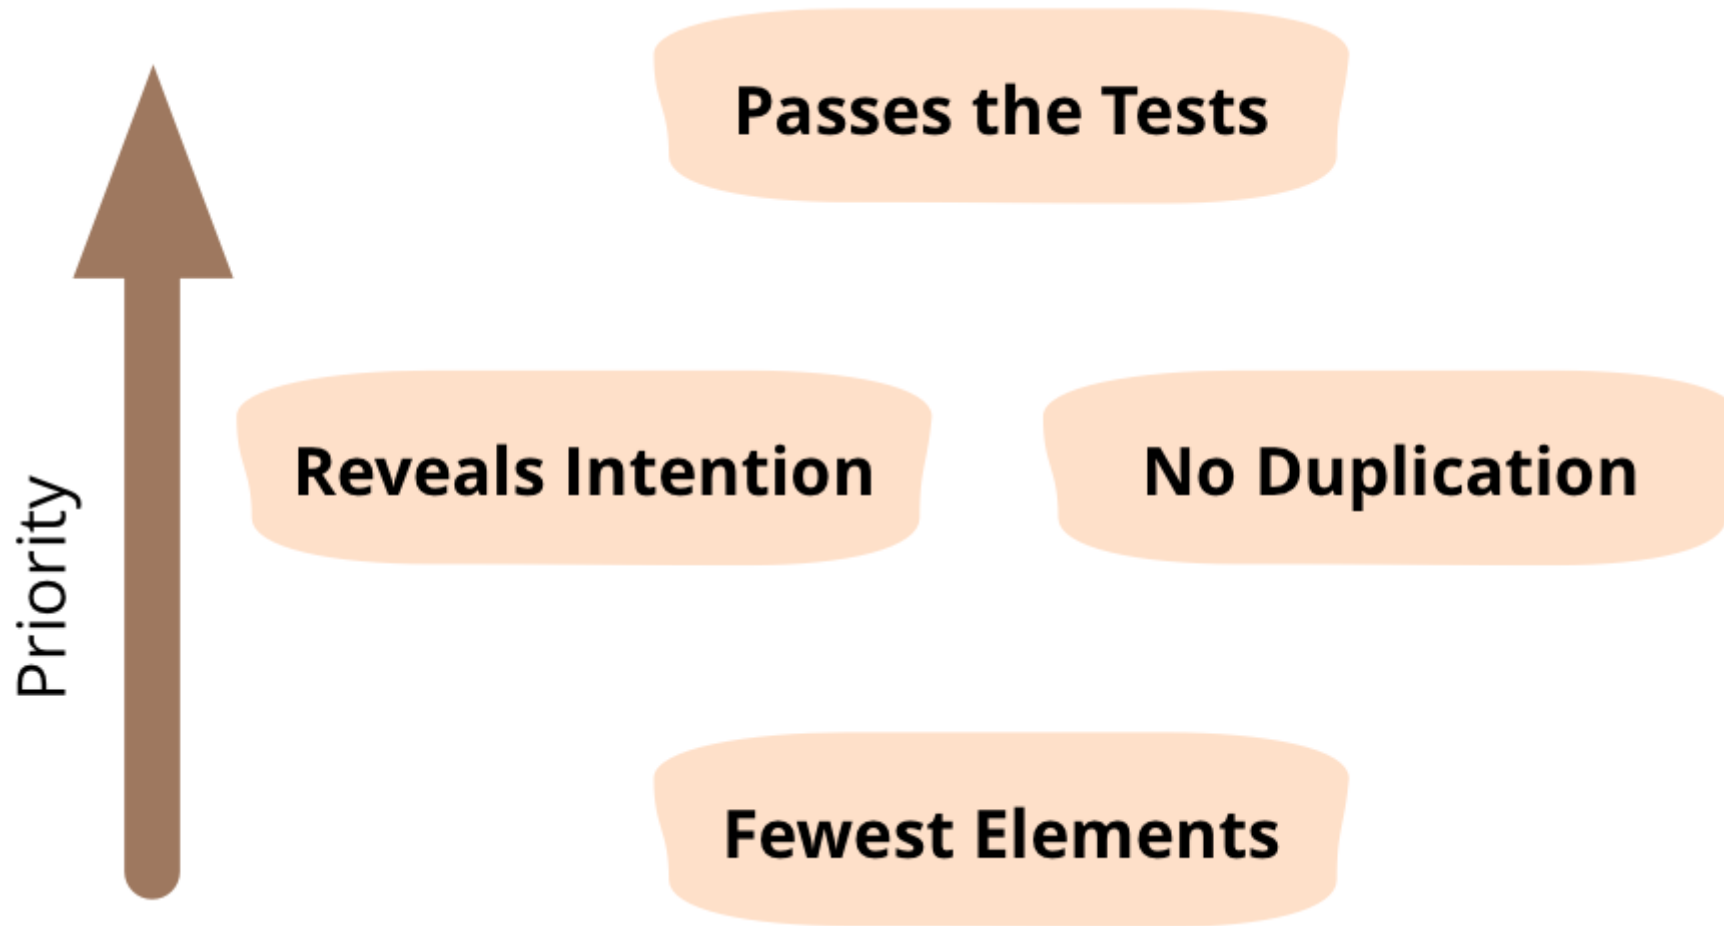 Passes the Tests
Reveals Intention
No Duplication
Priority
Fewest Elements